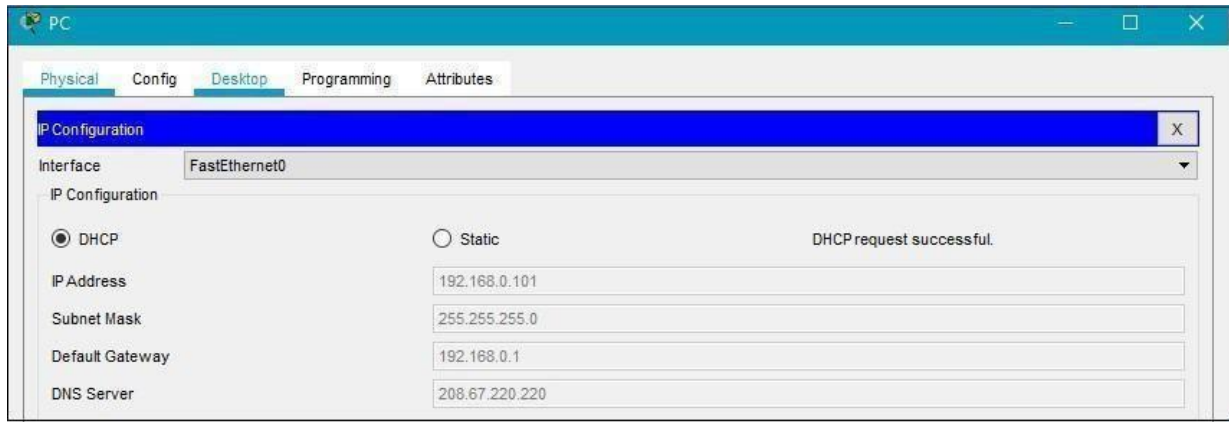 PC
Physical Config Desktop Programming Attributes
IP Configuration X
Interface FastEthernet0
IP Configuration
DHCP Static DHCP request successful.
IP Address 192.168.0.101
Subnet Mask 255.255.255.0
Default Gateway 192.168.0.1
DNS Server 208.67.220.220